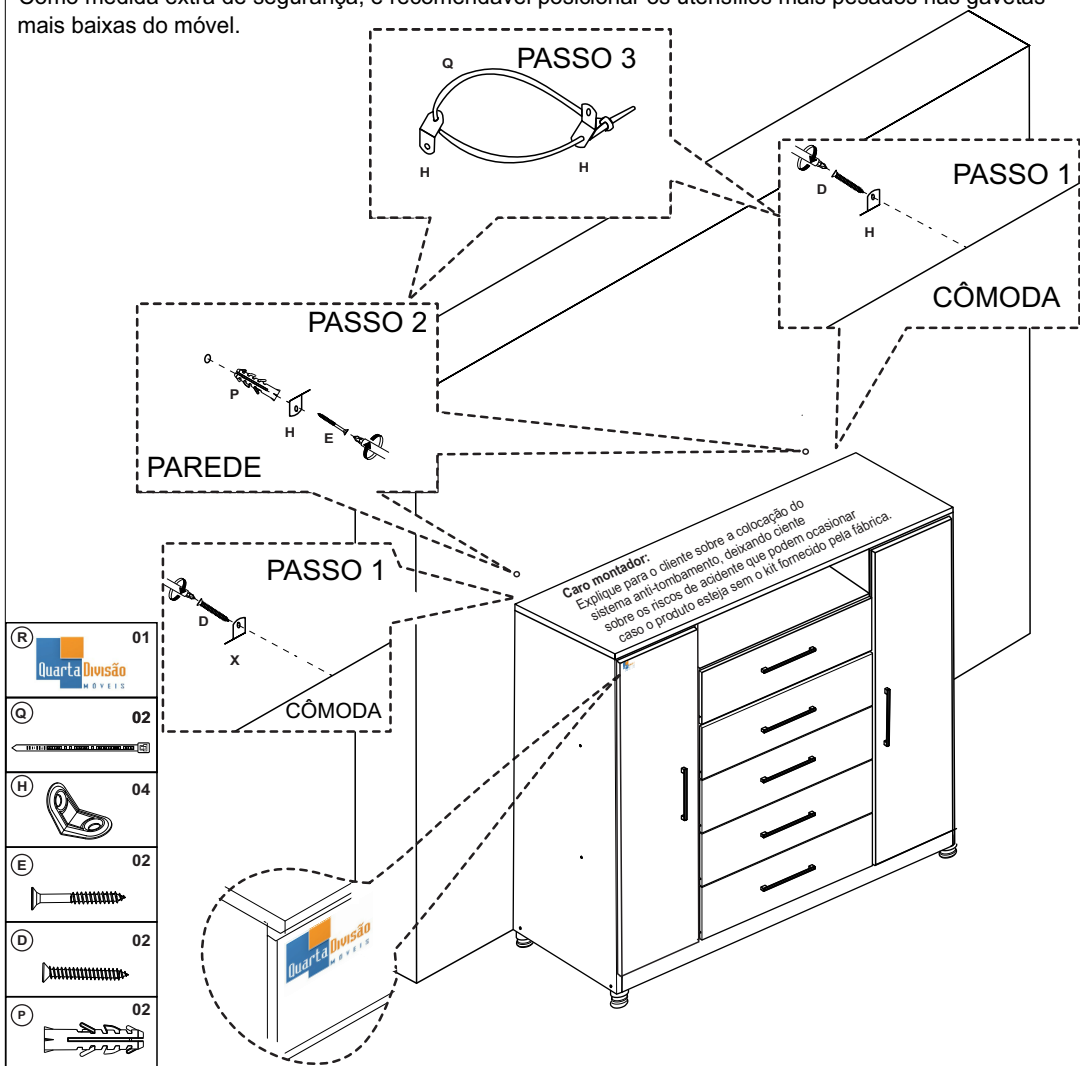 Como medida extra de segurança, é recomendável posicionar os utensílios mais pesados nas gavetas
mais baixas do móvel.
PASSO 3
Q
H
H
PASSO 1
D
H
CÔMODA
PASSO 2
P
H
E
PAREDE
PASSO 1
D
X
CÔMODA
Caro montador:
Explique para o cliente sobre a colocação do
sistema anti-tombamento, deixando ciente
sobre os riscos de acidente que podem ocasionar
caso o produto esteja sem o kit fornecido pela fábrica.
R 01
Quarta Divisão
MÓVEIS
Q 02
H 04
E 02
D 02
P 02
Quarta Divisão
MÓVEIS